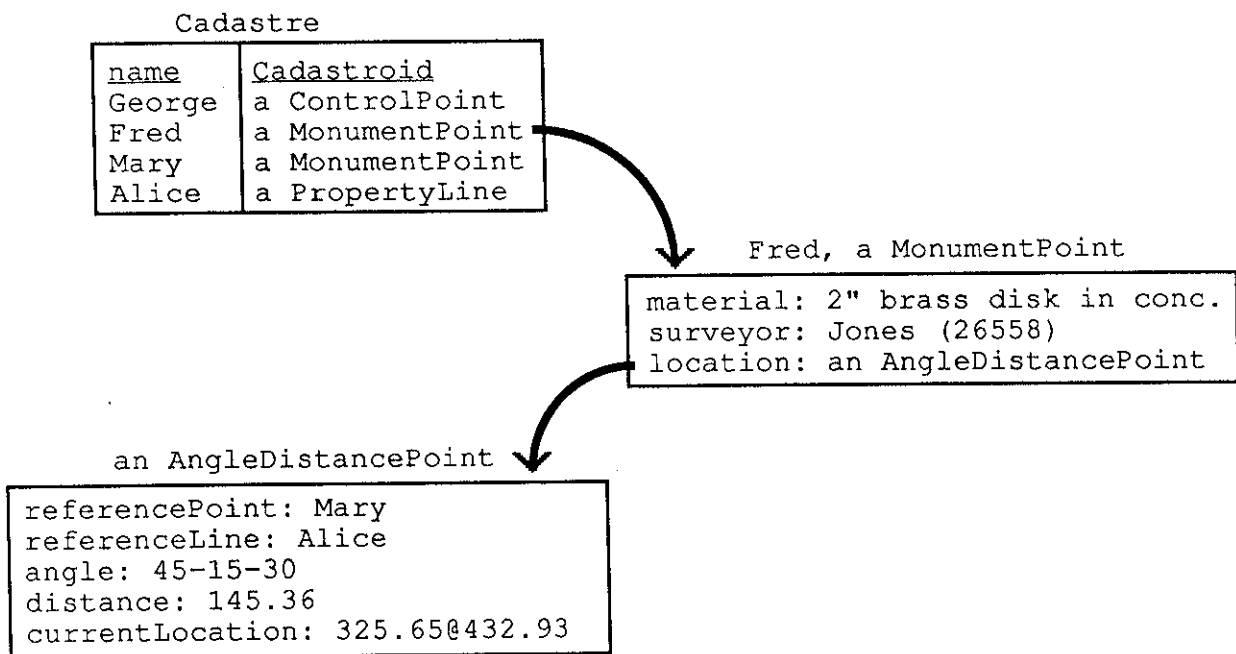 Cadastre
name Cadastroid
George a ControlPoint
Fred a MonumentPoint
Mary a MonumentPoint
Alice a PropertyLine
Fred, a MonumentPoint
material: 2" brass disk in conc.
surveyor: Jones (26558)
location: an AngleDistancePoint
an AngleDistancePoint
referencePoint: Mary
referenceLine: Alice
angle: 45-15-30
distance: 145.36
currentLocation: 325.65@432.93